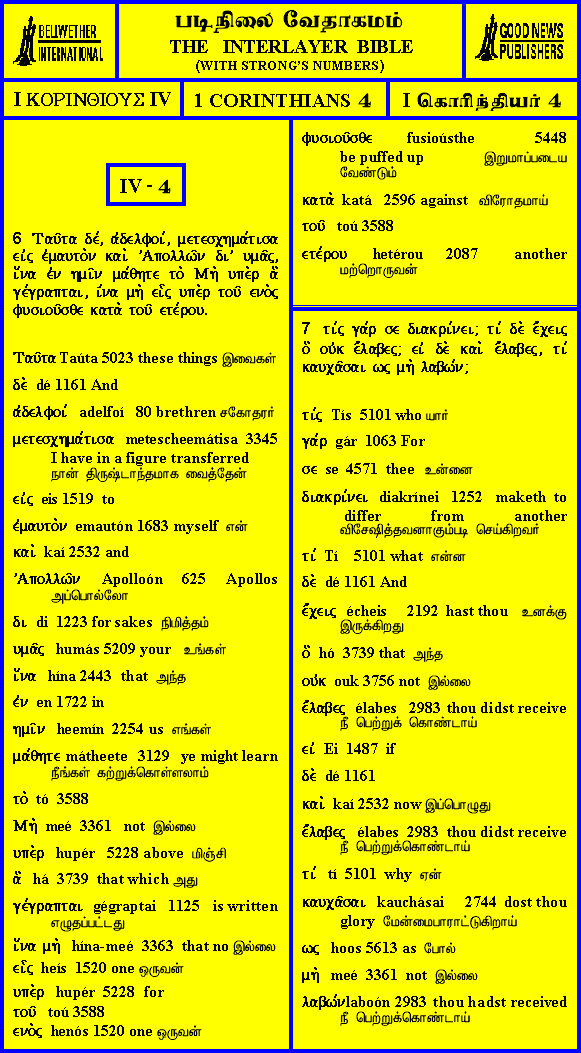 BELLWETHER
INTERNATIONAL
படிநிலை வேதாகமம்
THE INTERLAYER BIBLE
(WITH STRONG'S NUMBERS)
GOOD NEWS
PUBLISHERS
I ΚΟΡΙΝΘΙΟΥΣ IV
1 CORINTHIANS 4
I கொரிந்தியர் 4
IV - 4
6 Ταῦτα δέ, ἀδελφοί, μετεσχημάτισα
εἰς ἐμαυτὸν καὶ Ἀπολλῶν δι' υμᾶς,
ἵνα ἐν ημῖν μάθητε τὸ Μὴ υπὲρ ἃ
γέγραπται, ἵνα μὴ εἷς υπὲρ τοῦ ενὸς
φυσιοῦσθε κατὰ τοῦ ετέρου.
Ταῦτα Taúta 5023 these things இவைகள்
δὲ dé 1161 And
ἀδελφοί adelfoí 80 brethren சகோதரர்
μετεσχημάτισα metescheemátisa 3345
I have in a figure transferred
நான் திருஷ்டாந்தமாக வைத்தேன்
εἰς eis 1519 to
ἐμαυτὸν emautón 1683 myself என்
καὶ kaí 2532 and
Ἀπολλῶν Apolloón 625 Apollos
அப்பொல்லோ
δι di 1223 for sakes நிமித்தம்
υμᾶς humás 5209 your உங்கள்
ἵνα hína 2443 that அந்த
ἐν en 1722 in
ημῖν heemín 2254 us எங்கள்
μάθητε mátheete 3129 ye might learn
நீங்கள் கற்றுக்கொள்ளலாம்
τὸ tó 3588
Μὴ meé 3361 not இல்லை
υπὲρ hupér 5228 above மிஞ்சி
ἃ há 3739 that which அது
γέγραπται gégraptai 1125 is written
எழுதப்பட்டது
ἵνα μὴ hína-meé 3363 that no இல்லை
εἷς heís 1520 one ஒருவன்
υπὲρ hupér 5228 for
τοῦ toú 3588
ενὸς henós 1520 one ஒருவன்
φυσιοῦσθε fusioústhe 5448
be puffed up இறுமாப்படைய
வேண்டும்
κατὰ katá 2596 against விரோதமாய்
τοῦ toú 3588
ετέρου hetérou 2087 another
மற்றொருவன்
7 τίς γάρ σε διακρίνει; τί δὲ ἔχεις
ὃ οὐκ ἔλαβες; εἰ δὲ καὶ ἔλαβες, τί
καυχᾶσαι ως μὴ λαβών;
τίς Tís 5101 who யார்
γάρ gár 1063 For
σε se 4571 thee உன்னை
διακρίνει diakrínei 1252 maketh to
differ from another
விசேஷித்தவனாகும்படி செய்கிறவர்
τί Tí 5101 what என்ன
δὲ dé 1161 And
ἔχεις écheis 2192 hast thou உனக்கு
இருக்கிறது
ὃ hó 3739 that அந்த
οὐκ ouk 3756 not இல்லை
ἔλαβες élabes 2983 thou didst receive
நீ பெற்றுக் கொண்டாய்
εἰ Ei 1487 if
δὲ dé 1161
καὶ kaí 2532 now இப்பொழுது
ἔλαβες élabes 2983 thou didst receive
நீ பெற்றுக்கொண்டாய்
τί tí 5101 why ஏன்
καυχᾶσαι kauchásai 2744 dost thou
glory மேன்மைபாராட்டுகிறாய்
ως hoos 5613 as போல்
μὴ meé 3361 not இல்லை
λαβών laboón 2983 thou hadst received
நீ பெற்றுக்கொண்டாய்